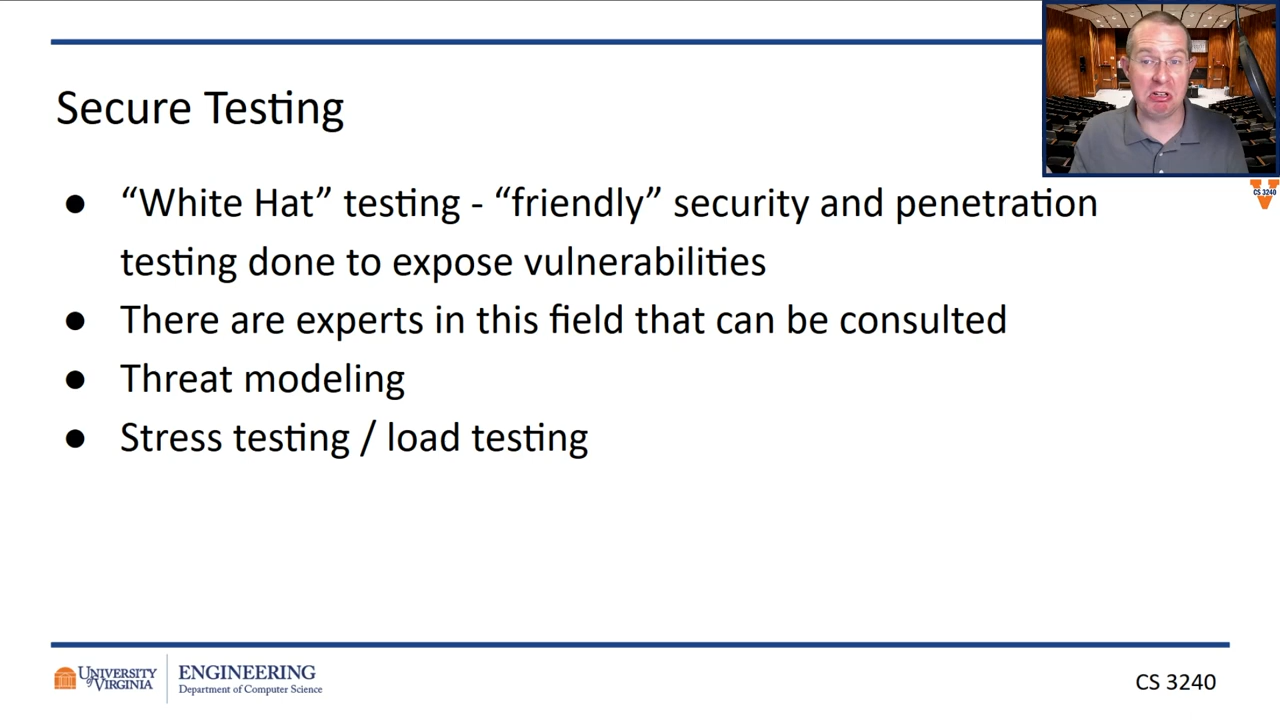 Secure Testing
CS 3240
● “White Hat” testing - “friendly” security and penetration
testing done to expose vulnerabilities
● There are experts in this field that can be consulted
● Threat modeling
● Stress testing / load testing
UNIVERSITY of VIRGINIA
ENGINEERING
Department of Computer Science
CS 3240